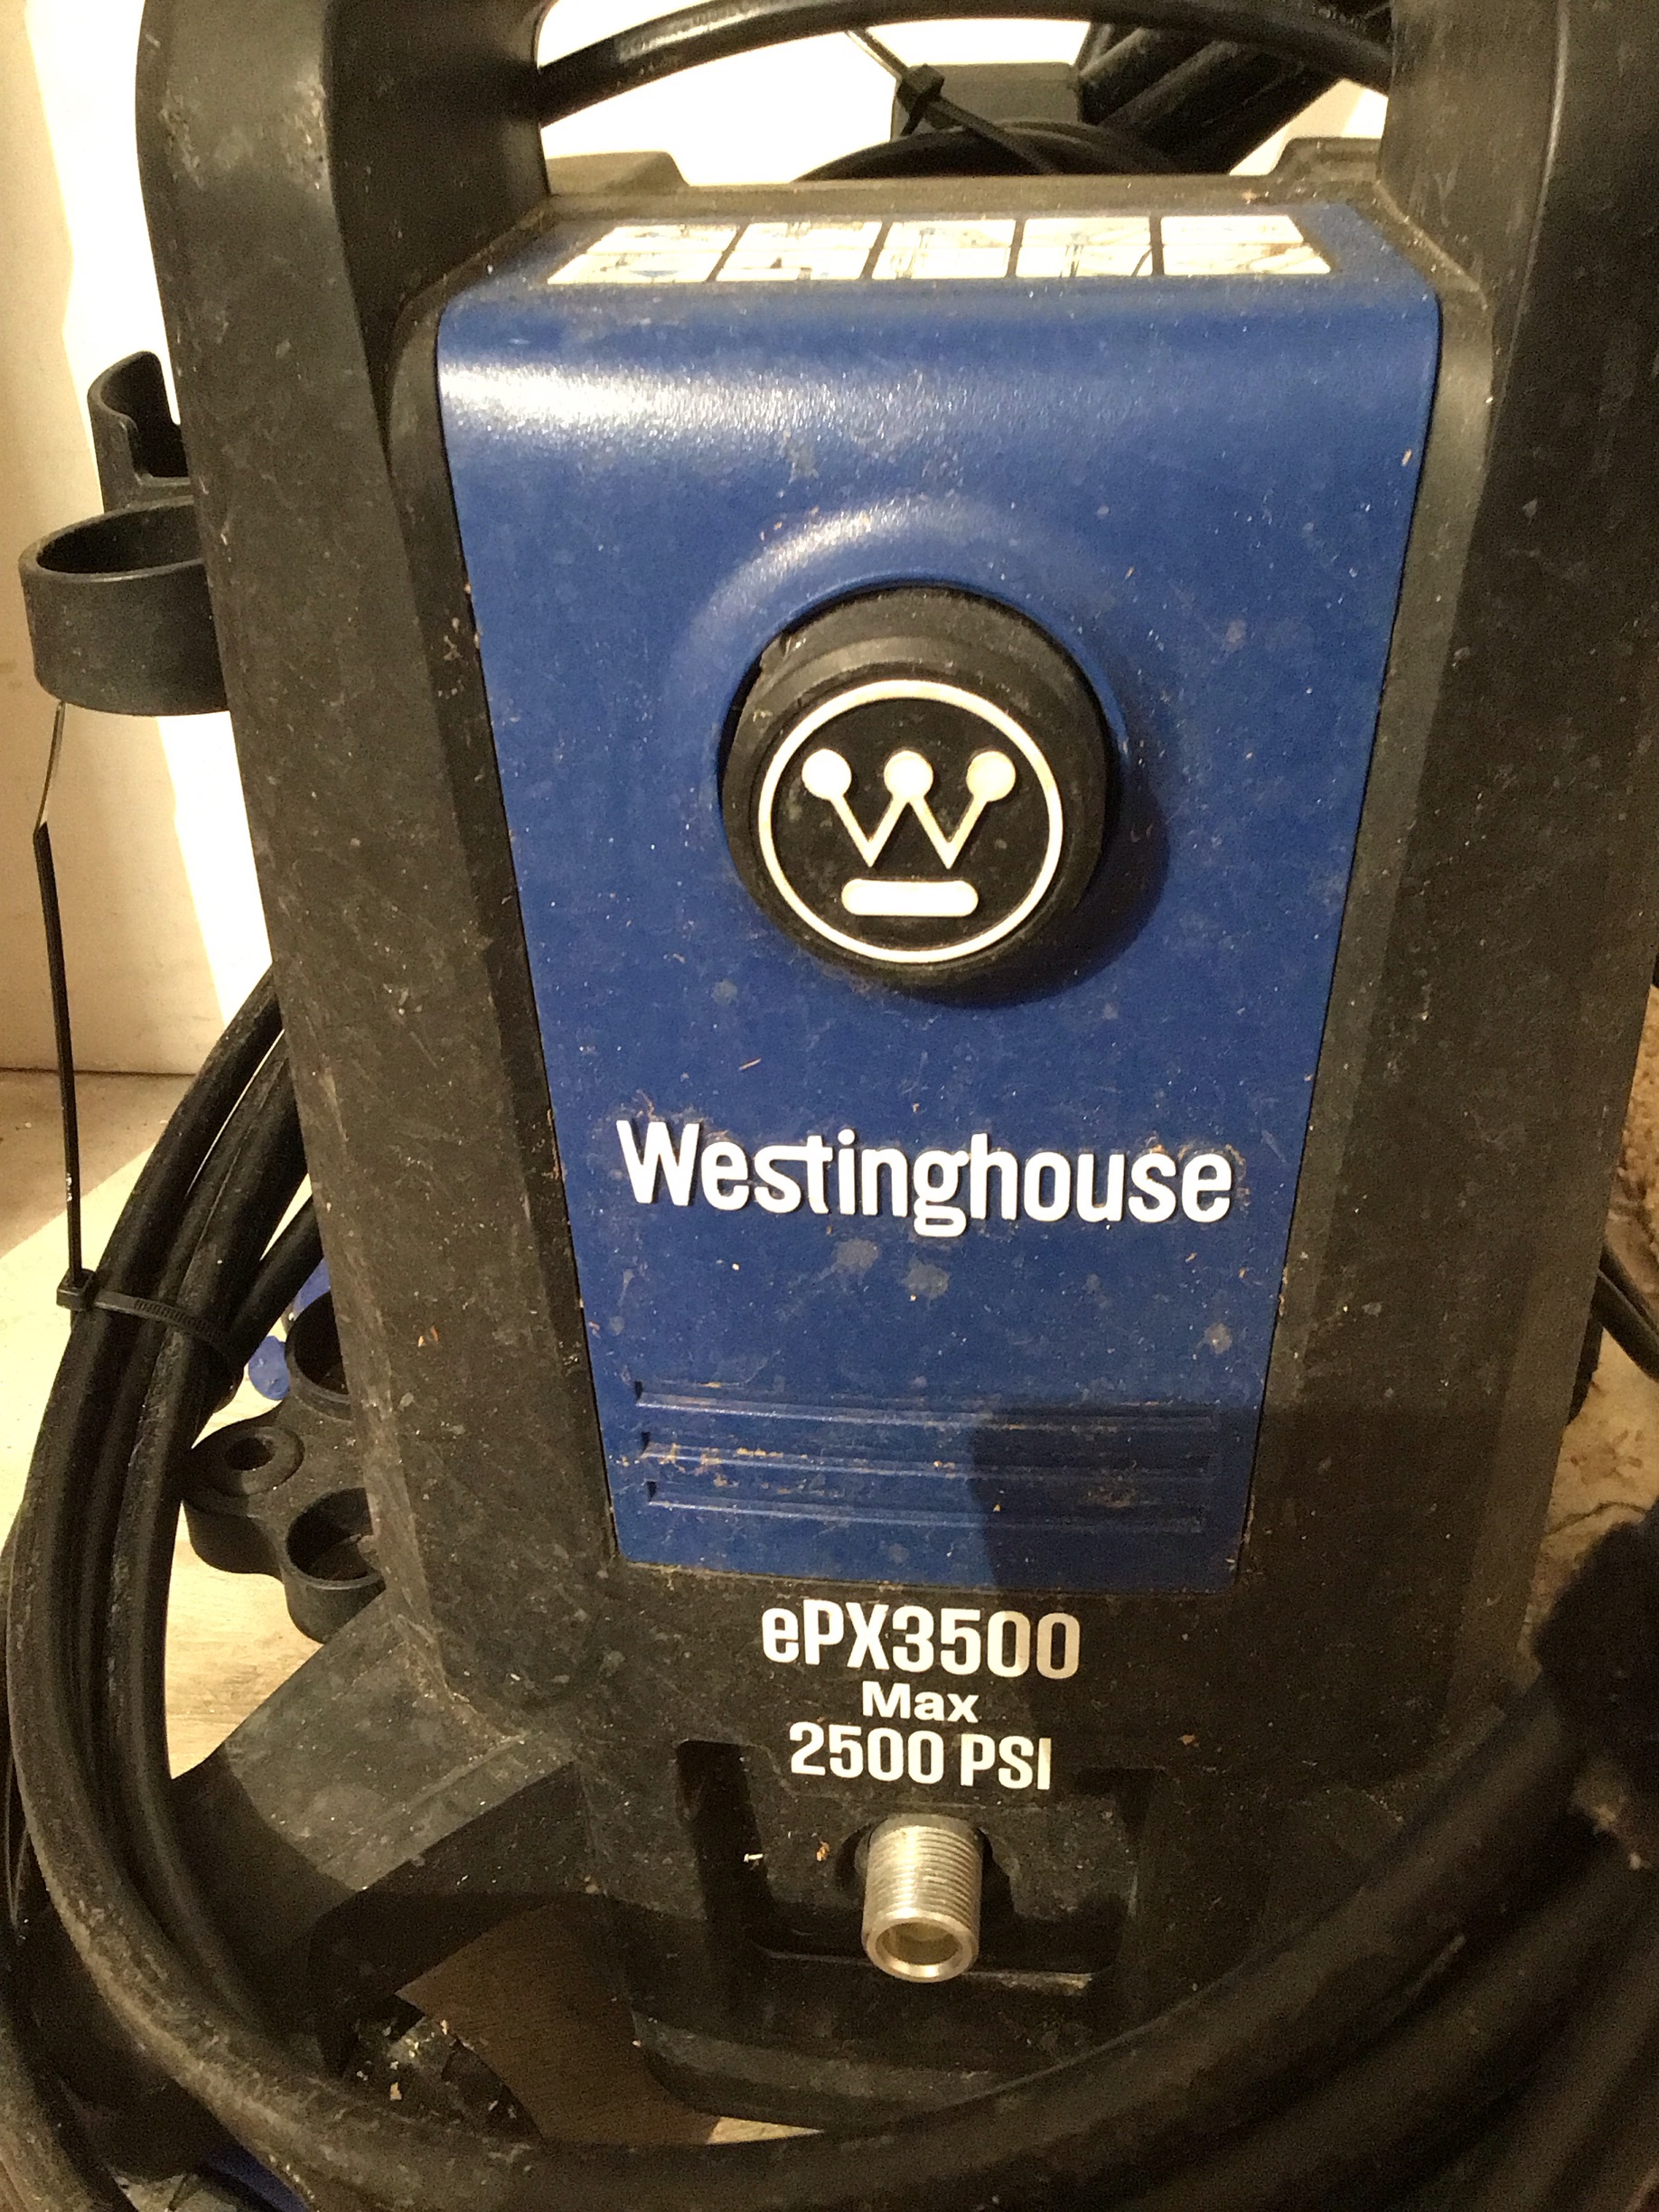 W
Westinghouse
ePX3500
Max
2500 PSI